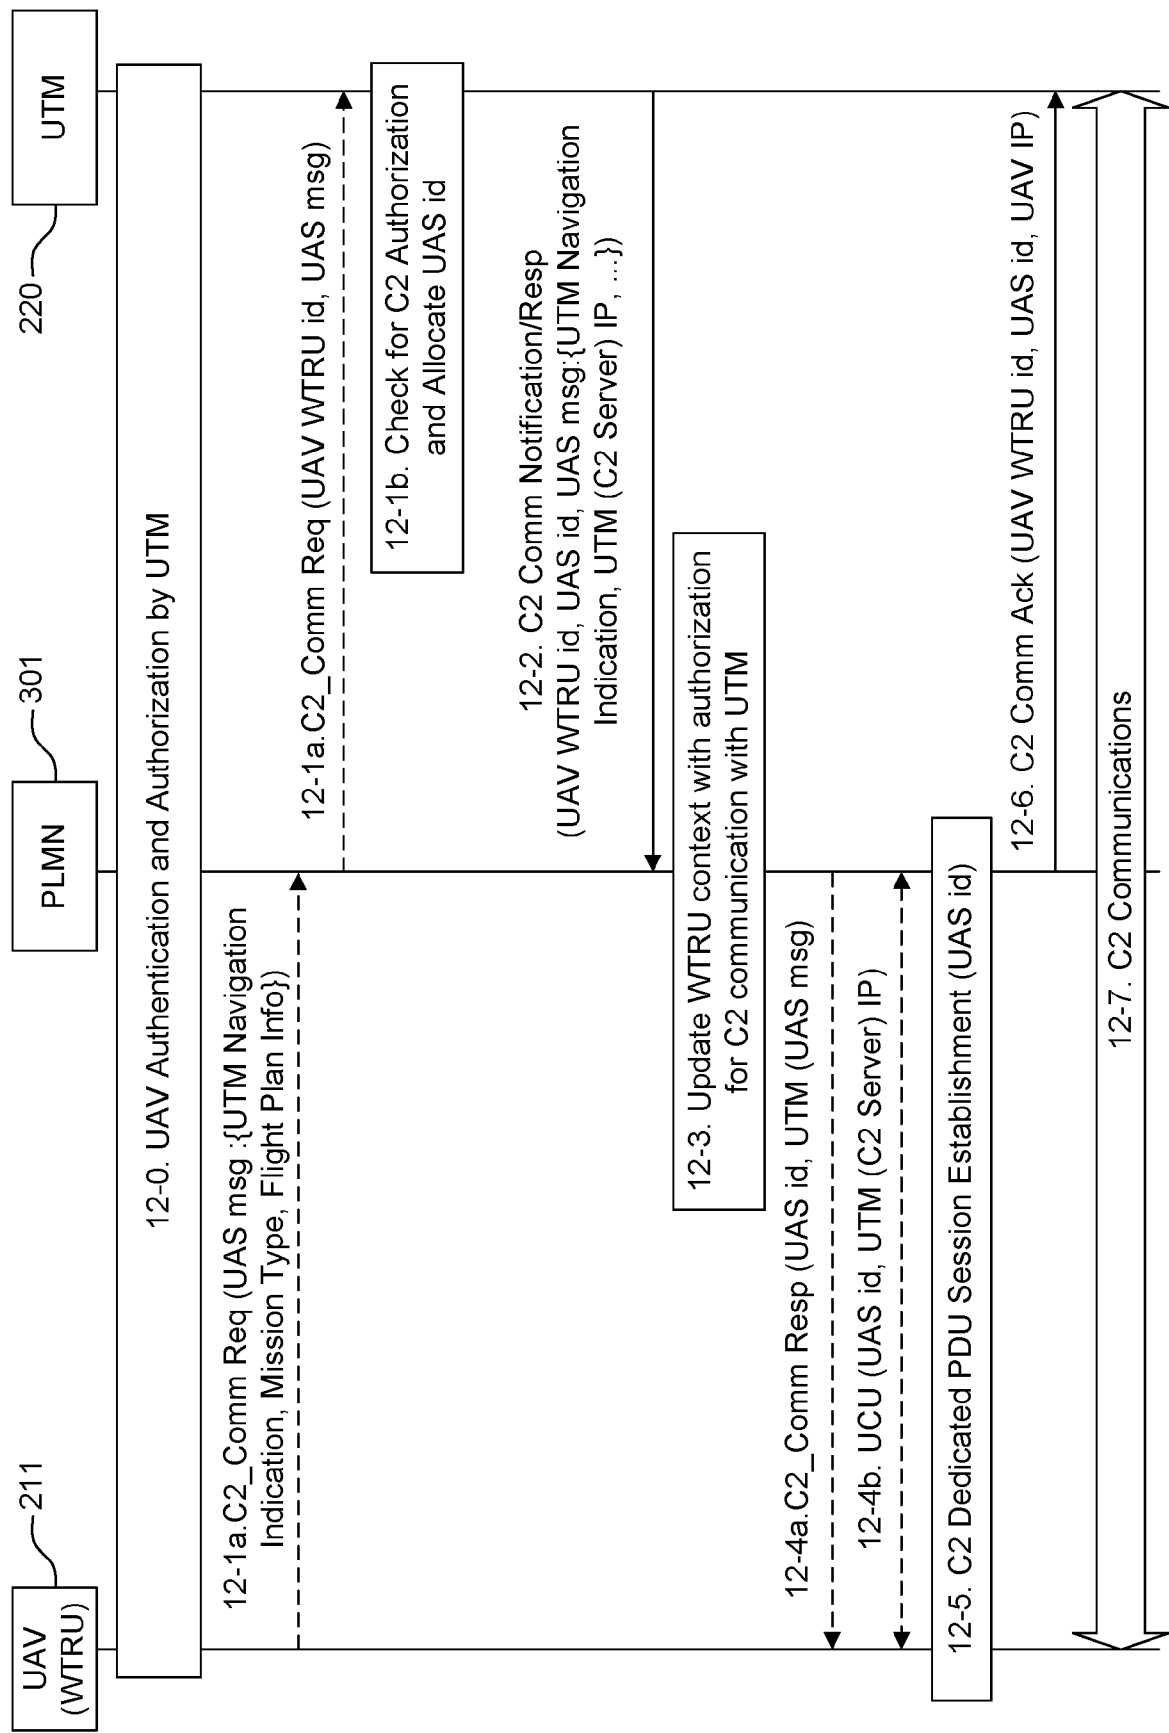 UAV
(WTRU)
211
PLMN
301
UTM
220
12-0. UAV Authentication and Authorization by UTM
12-1a.C2_Comm Req (UAS msg :{UTM Navigation
Indication, Mission Type, Flight Plan Info})
12-1a.C2_Comm Req (UAV WTRU id, UAS msg)
12-1b. Check for C2 Authorization
and Allocate UAS id
12-2. C2 Comm Notification/Resp
(UAV WTRU id, UAS id, UAS msg:{UTM Navigation
Indication, UTM (C2 Server) IP, ...})
12-3. Update WTRU context with authorization
for C2 communication with UTM
12-4a.C2_Comm Resp (UAS id, UTM (UAS msg)
12-4b. UCU (UAS id, UTM (C2 Server) IP)
12-5. C2 Dedicated PDU Session Establishment (UAS id)
12-6. C2 Comm Ack (UAV WTRU id, UAS id, UAV IP)
12-7. C2 Communications